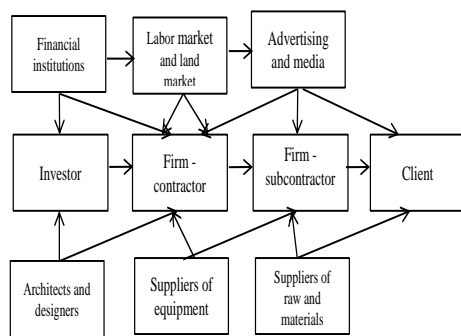 Financial
institutions
Labor market
and land
market
Advertising
and media
Investor
Firm -
contractor
Firm -
subcontractor
Client
Architects and
designers
Suppliers of
equipment
Suppliers of
raw and
materials